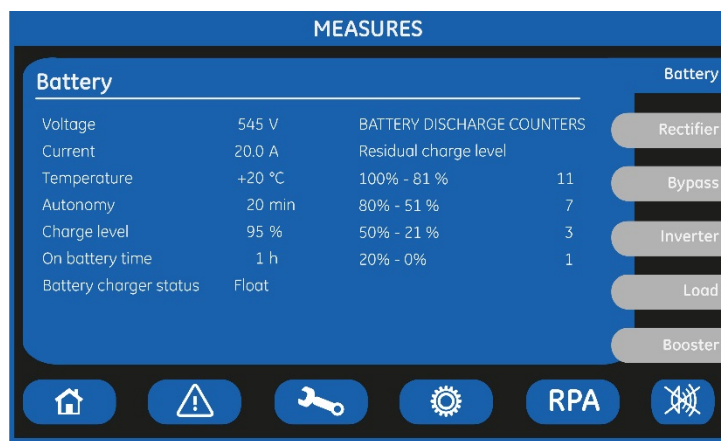 MEASURES
Battery
Voltage 545 V
Current 20.0 A
Temperature +20 °C
Autonomy 20 min
Charge level 95 %
On battery time 1 h
Battery charger status Float
BATTERY DISCHARGE COUNTERS
Residual charge level
100% - 81 % 11
80% - 51 % 7
50% - 21 % 3
20% - 0% 1
Battery
Rectifier
Bypass
Inverter
Load
Booster
RPA